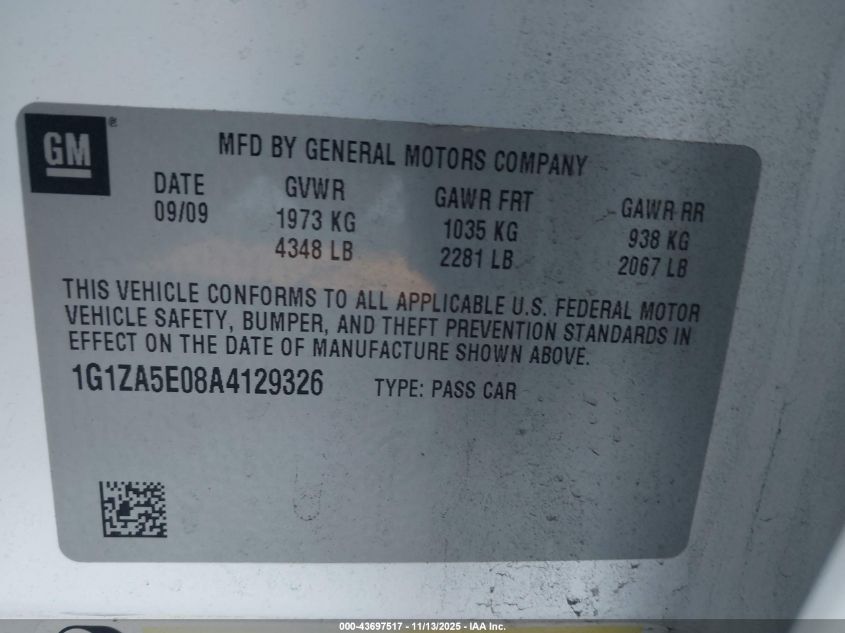 GM®
MFD BY GENERAL MOTORS COMPANY
DATE GVWR GAWR FRT GAWR RR
09/09 1973 KG 1035 KG 938 KG
4348 LB 2281 LB 2067 LB
THIS VEHICLE CONFORMS TO ALL APPLICABLE U.S. FEDERAL MOTOR
VEHICLE SAFETY, BUMPER, AND THEFT PREVENTION STANDARDS IN
EFFECT ON THE DATE OF MANUFACTURE SHOWN ABOVE.
1G1ZA5E08A4129326 TYPE: PASS CAR
000-43697517 - 11/13/2025 - IAA Inc.